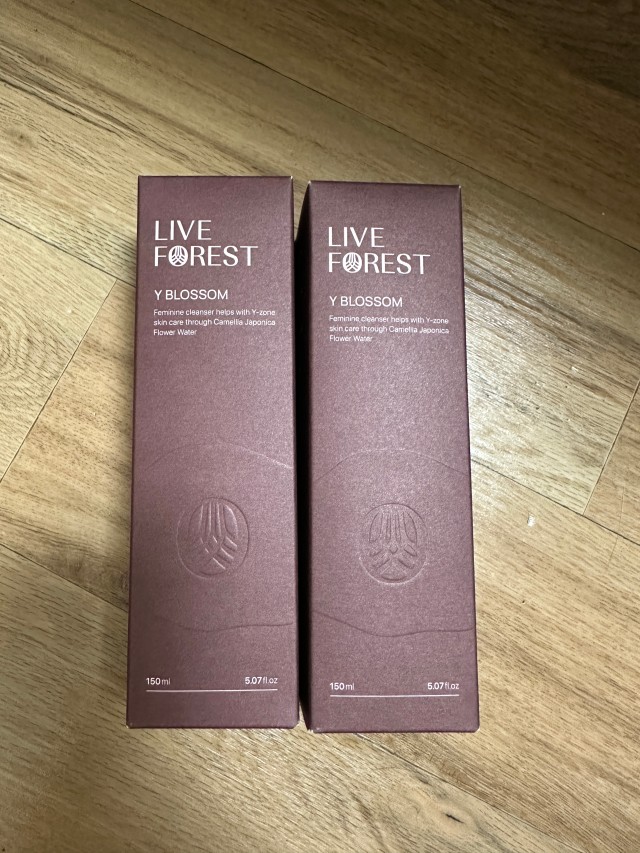 LIVE
FOREST
Y BLOSSOM
Feminine cleanser helps with Y-zone
skin care through Camellia Japonica
Flower Water
150ml 5.07fl.oz
LIVE
FOREST
Y BLOSSOM
Feminine cleanser helps with Y-zone
skin care through Camellia Japonica
Flower Water
150ml 5.07fl.oz